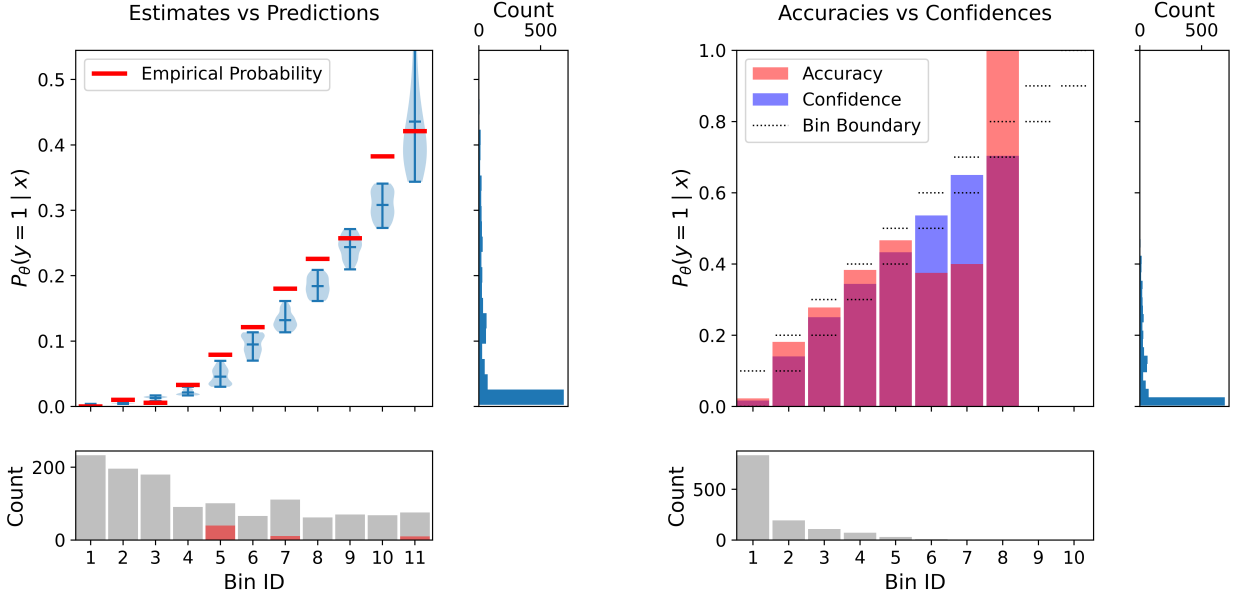 Estimates vs Predictions
Count
0 500
Empirical Probability
0.5
0.4
0.3
0.2
0.1
0.0
Pθ(y = 1 | x)
200
0
Count
1 2 3 4 5 6 7 8 9 10 11
Bin ID
Accuracies vs Confidences
Count
0 500
Accuracy
Confidence
Bin Boundary
1.0
0.8
0.6
0.4
0.2
0.0
Pθ(y = 1 | x)
500
0
Count
1 2 3 4 5 6 7 8 9 10
Bin ID